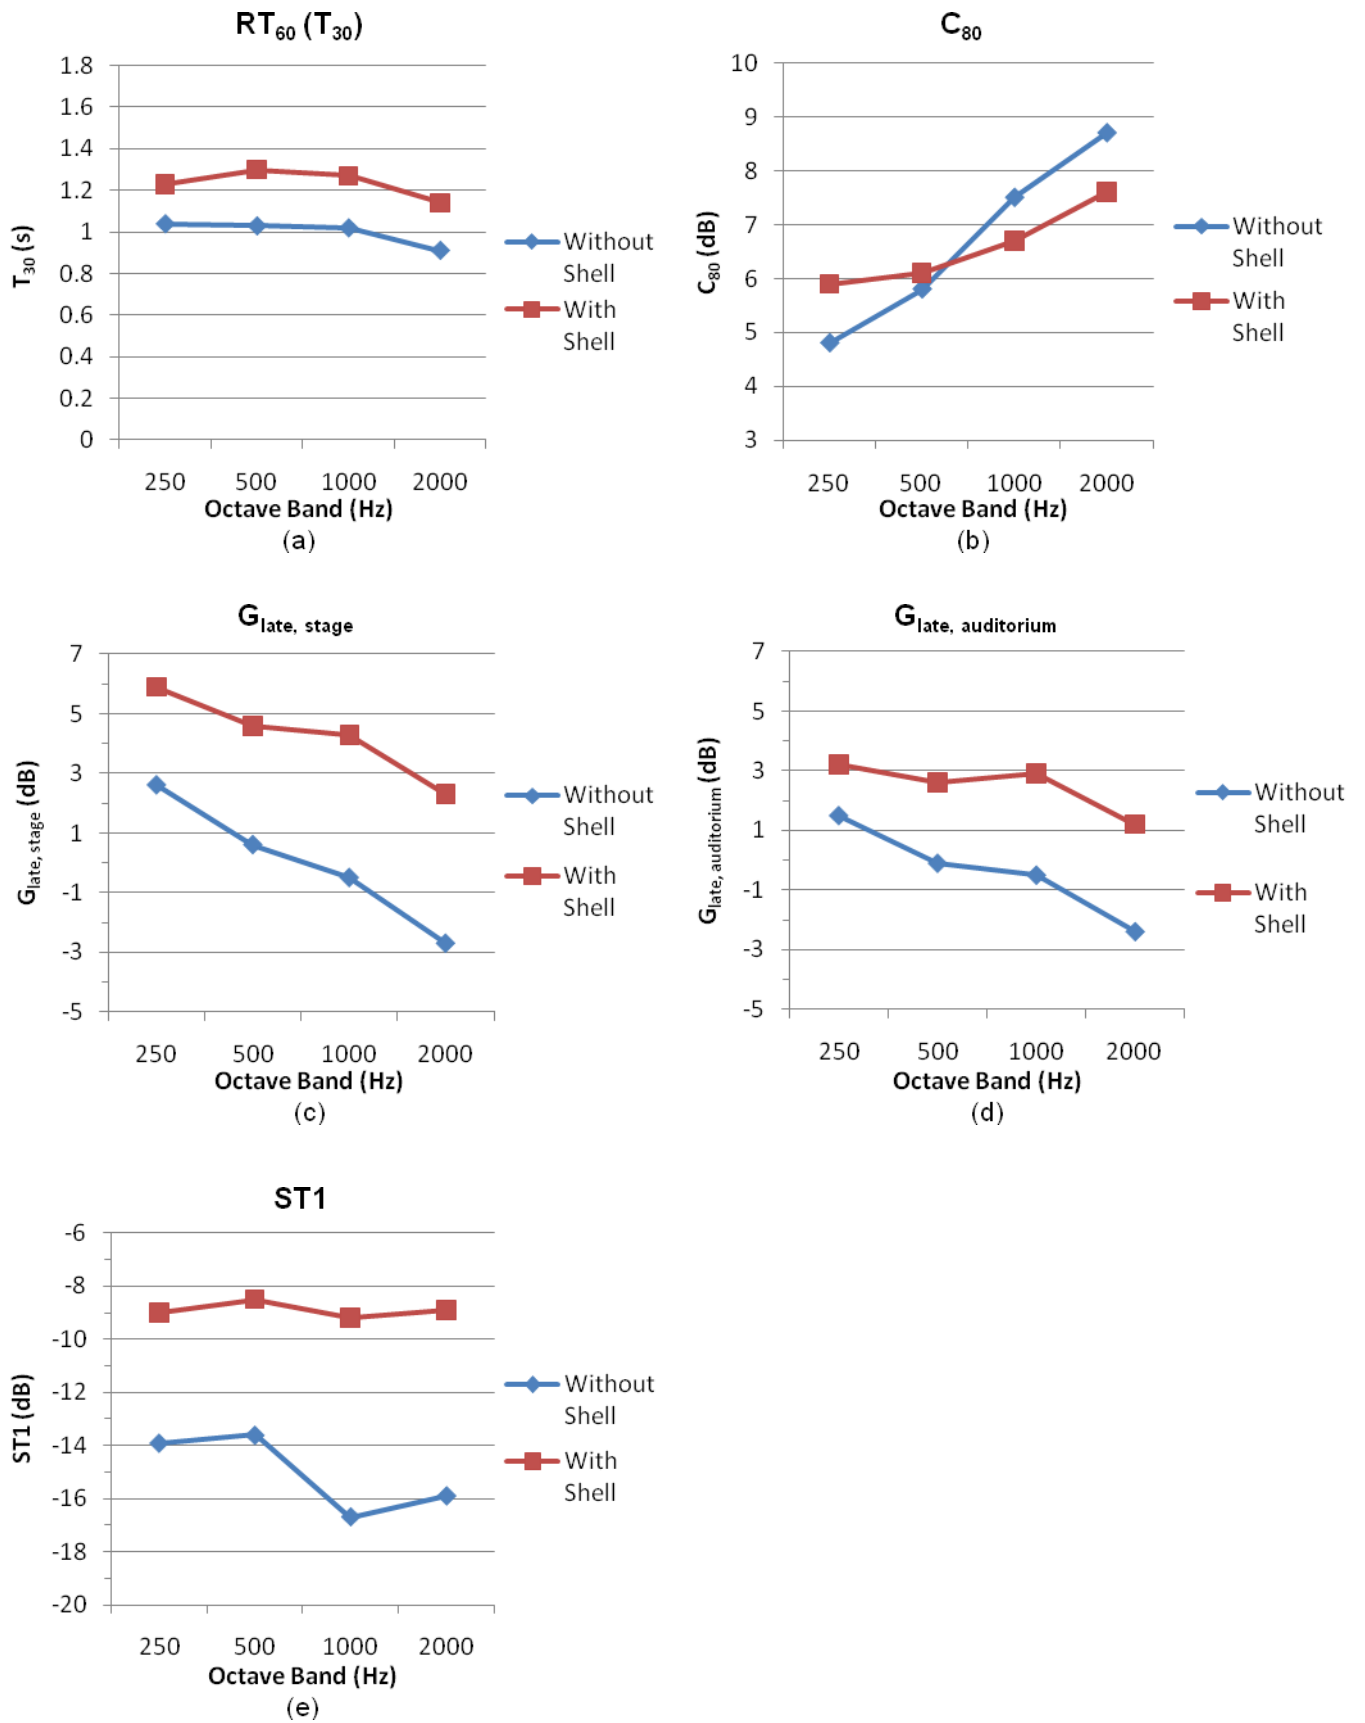 RT60 (T30)
1.8
1.6
1.4
1.2
1
0.8
0.6
0.4
0.2
0
T30 (s)
250 500 1000 2000
Octave Band (Hz)
Without
Shell
With
Shell
(a)
C80
10
9
8
7
6
5
4
3
C80 (dB)
250 500 1000 2000
Octave Band (Hz)
Without
Shell
With
Shell
(b)
Glate, stage
7
5
3
1
-1
-3
-5
Glate, stage (dB)
250 500 1000 2000
Octave Band (Hz)
Without
Shell
With
Shell
(c)
Glate, auditorium
7
5
3
1
-1
-3
-5
Glate, auditorium (dB)
250 500 1000 2000
Octave Band (Hz)
Without
Shell
With
Shell
(d)
ST1
-6
-8
-10
-12
-14
-16
-18
-20
ST1 (dB)
250 500 1000 2000
Octave Band (Hz)
Without
Shell
With
Shell
(e)